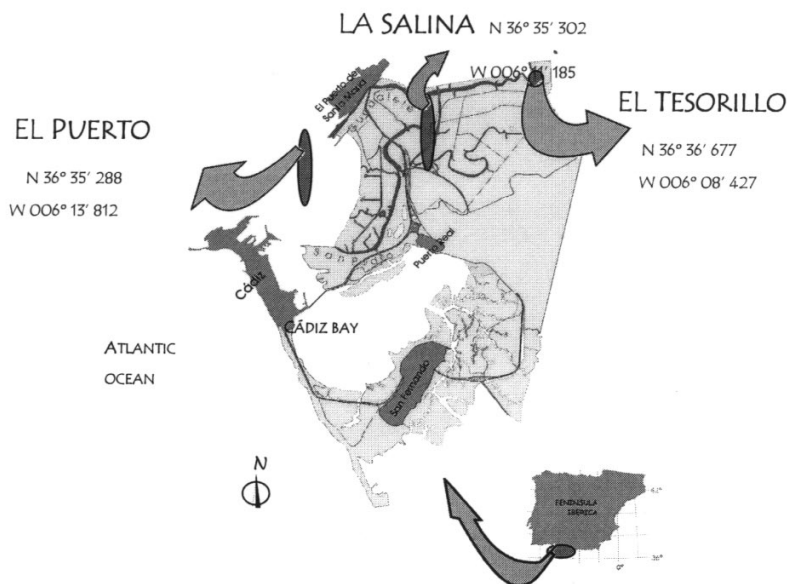 LA SALINA
N 36° 35' 302
W 006° 11' 185
EL TESORILLO
N 36° 36' 677
W 006° 08' 427
EL PUERTO
N 36° 35' 288
W 006° 13' 812
El Puerto de
Santa María
Guadalete
San Pedro
Puerto Real
Cádiz
CÁDIZ BAY
ATLANTIC
OCEAN
San Fernando
N
PENINSULA
IBERICA
36°
0°